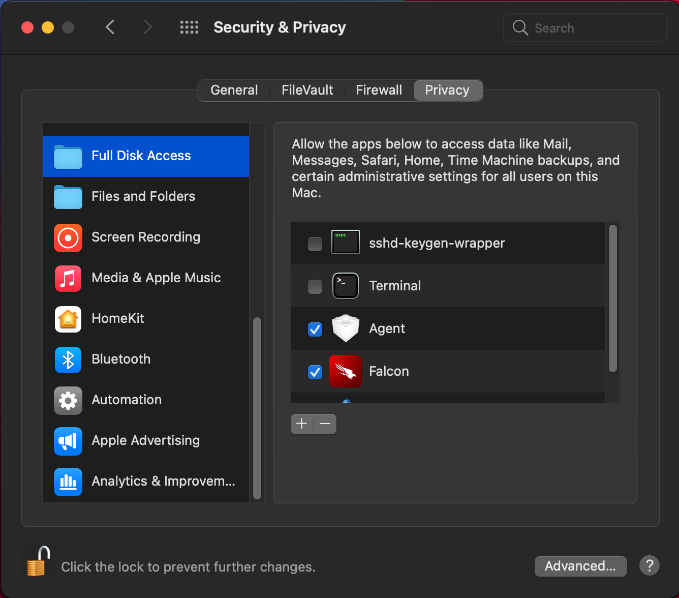 Security & Privacy
Search
General
FileVault
Firewall
Privacy
Full Disk Access
Files and Folders
Screen Recording
Media & Apple Music
HomeKit
Bluetooth
Automation
Apple Advertising
Analytics & Improvem...
Allow the apps below to access data like Mail,
Messages, Safari, Home, Time Machine backups, and
certain administrative settings for all users on this
Mac.
exec
sshd-keygen-wrapper
>_
Terminal
Agent
Falcon
+ −
Click the lock to prevent further changes.
Advanced...
?